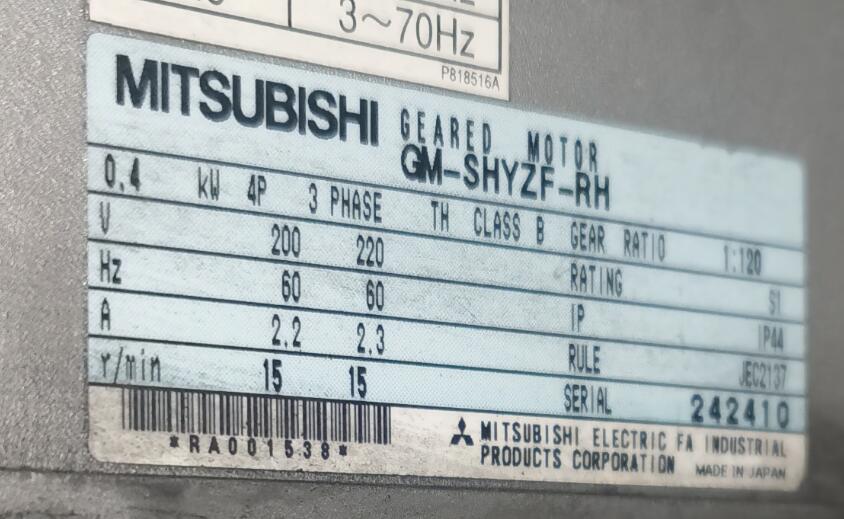 3~70Hz
P818516A
MITSUBISHI GEARED MOTOR
GM-SHYZF-RH
0.4 kW 4P 3 PHASE TH CLASS B GEAR RATIO 1:120
V 200 220 RATING S1
Hz 60 60 IP IP44
A 2.2 2.3 RULE JEC2137
r/min 15 15 SERIAL 242410
*RA001538*
MITSUBISHI ELECTRIC FA INDUSTRIAL
PRODUCTS CORPORATION MADE IN JAPAN